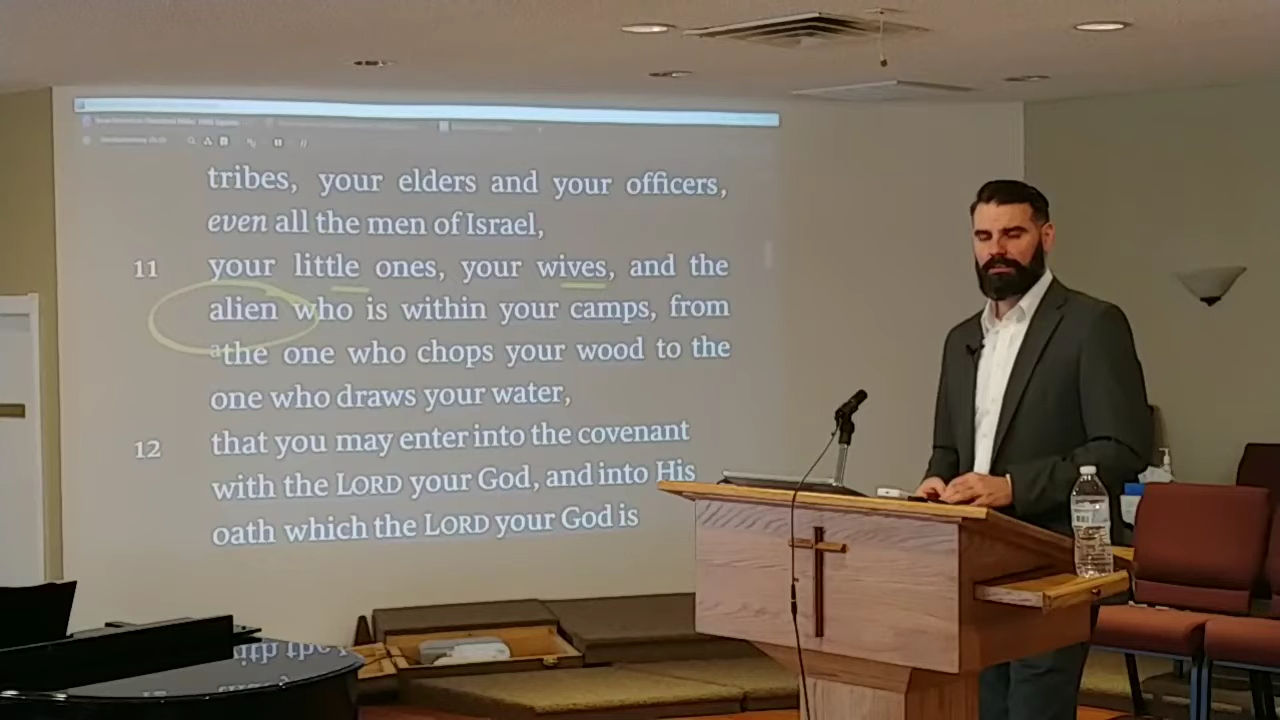 tribes, your elders and your officers,
even all the men of Israel,
11 your little ones, your wives, and the
alien who is within your camps, from
a the one who chops your wood to the
one who draws your water,
12 that you may enter into the covenant
with the LORD your God, and into His
oath which the LORD your God is